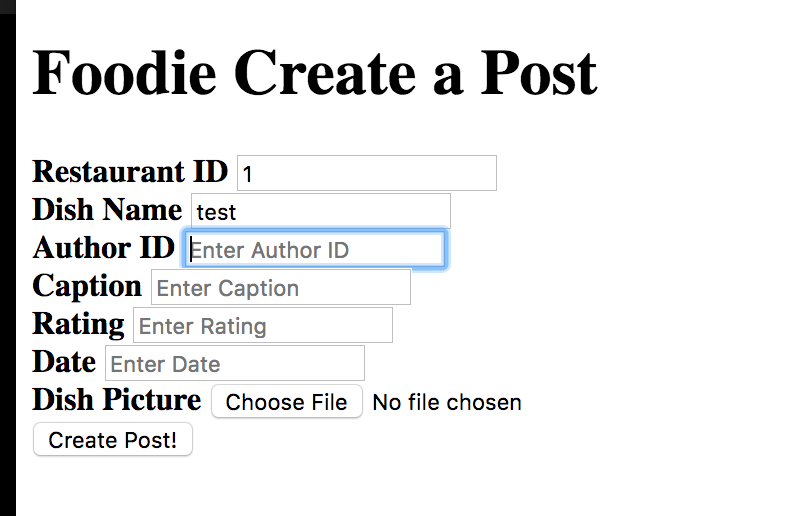 Foodie Create a Post
Restaurant ID 1
Dish Name test
Author ID Enter Author ID
Caption Enter Caption
Rating Enter Rating
Date Enter Date
Dish Picture Choose File No file chosen
Create Post!